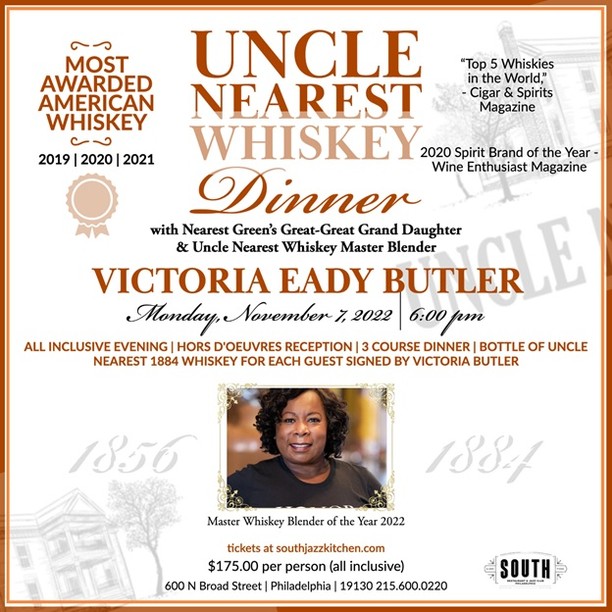 MOST
AWARDED
AMERICAN
WHISKEY
2019 | 2020 | 2021
UNCLE
NEAREST
WHISKEY
Dinner
"Top 5 Whiskies
in the World,"
- Cigar & Spirits
Magazine
2020 Spirit Brand of the Year -
Wine Enthusiast Magazine
with Nearest Green's Great-Great Grand Daughter
& Uncle Nearest Whiskey Master Blender
UNCLE N
VICTORIA EADY BUTLER
Monday, November 7, 2022 | 6:00 pm
ALL INCLUSIVE EVENING | HORS D'OEUVRES RECEPTION | 3 COURSE DINNER | BOTTLE OF UNCLE
NEAREST 1884 WHISKEY FOR EACH GUEST SIGNED BY VICTORIA BUTLER
1856
1884
HONOR
Master Whiskey Blender of the Year 2022
tickets at southjazzkitchen.com
$175.00 per person (all inclusive)
600 N Broad Street | Philadelphia | 19130 215.600.0220
SOUTH